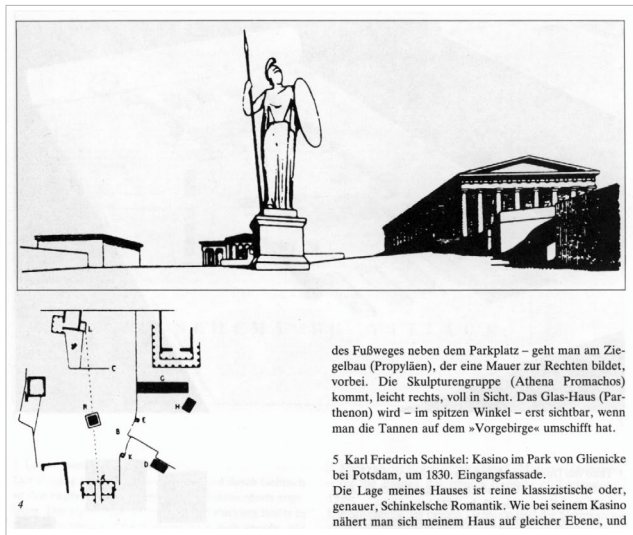 L
C
G
H
R
E
B
K
D
A
4
des Fußweges neben dem Parkplatz – geht man am Zie-
gelbau (Propyläen), der eine Mauer zur Rechten bildet,
vorbei. Die Skulpturengruppe (Athena Promachos)
kommt, leicht rechts, voll in Sicht. Das Glas-Haus (Par-
thenon) wird – im spitzen Winkel – erst sichtbar, wenn
man die Tannen auf dem »Vorgebirge« umschifft hat.
5 Karl Friedrich Schinkel: Kasino im Park von Glienicke
bei Potsdam, um 1830. Eingangsfassade.
Die Lage meines Hauses ist reine klassizistische oder,
genauer, Schinkelsche Romantik. Wie bei seinem Kasino
nähert man sich meinem Haus auf gleicher Ebene, und